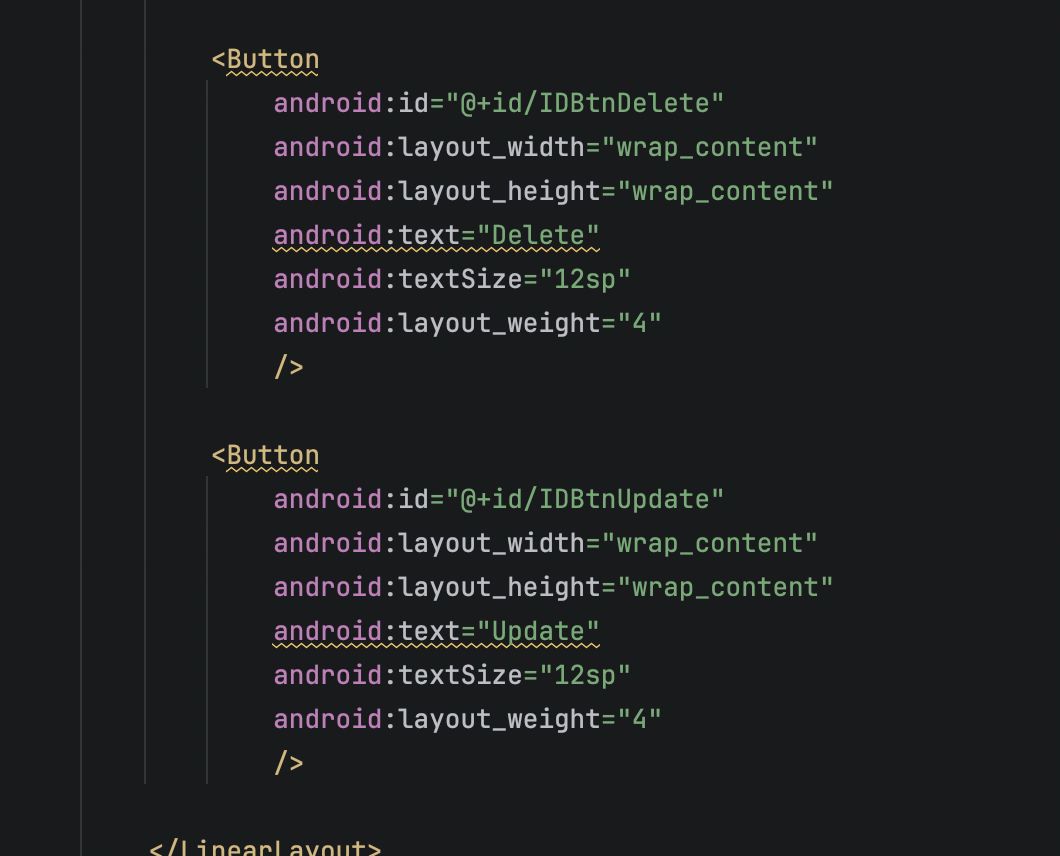 <Button
android:id="@+id/IDBtnDelete"
android:layout_width="wrap_content"
android:layout_height="wrap_content"
android:text="Delete"
android:textSize="12sp"
android:layout_weight="4"
/>
<Button
android:id="@+id/IDBtnUpdate"
android:layout_width="wrap_content"
android:layout_height="wrap_content"
android:text="Update"
android:textSize="12sp"
android:layout_weight="4"
/>
</LinearLayout>